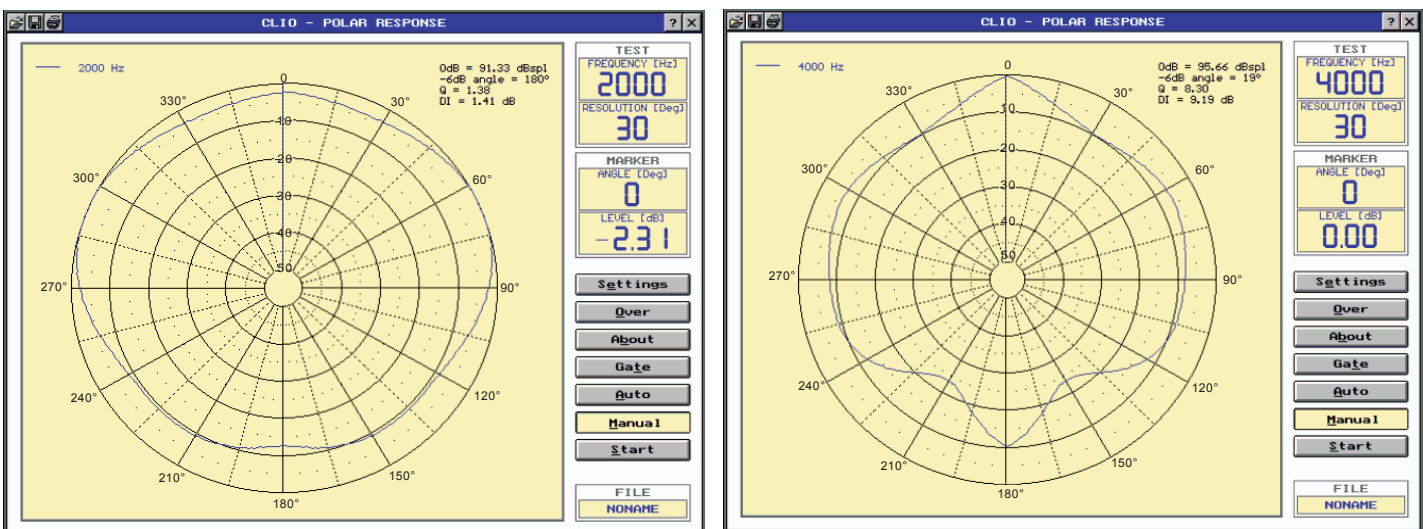 CLIO - POLAR RESPONSE
? ×
2000 Hz
0dB = 91.33 dBspl
-6dB angle = 180°
Q = 1.38
DI = 1.41 dB
0
30°
60°
90°
120°
150°
180°
210°
240°
270°
300°
330°
-10
-20
-30
-40
-50
TEST
FREQUENCY [Hz]
2000
RESOLUTION [Deg]
30
MARKER
ANGLE [Deg]
0
LEVEL [dB]
-2.31
Settings
Over
About
Gate
Auto
Manual
Start
FILE
NONAME
CLIO - POLAR RESPONSE
? ×
4000 Hz
0dB = 95.66 dBspl
-6dB angle = 19°
Q = 8.30
DI = 9.19 dB
0
30°
60°
90°
120°
150°
180°
210°
240°
270°
300°
330°
-10
-20
-30
-40
-50
TEST
FREQUENCY [Hz]
4000
RESOLUTION [Deg]
30
MARKER
ANGLE [Deg]
0
LEVEL [dB]
0.00
Settings
Over
About
Gate
Auto
Manual
Start
FILE
NONAME